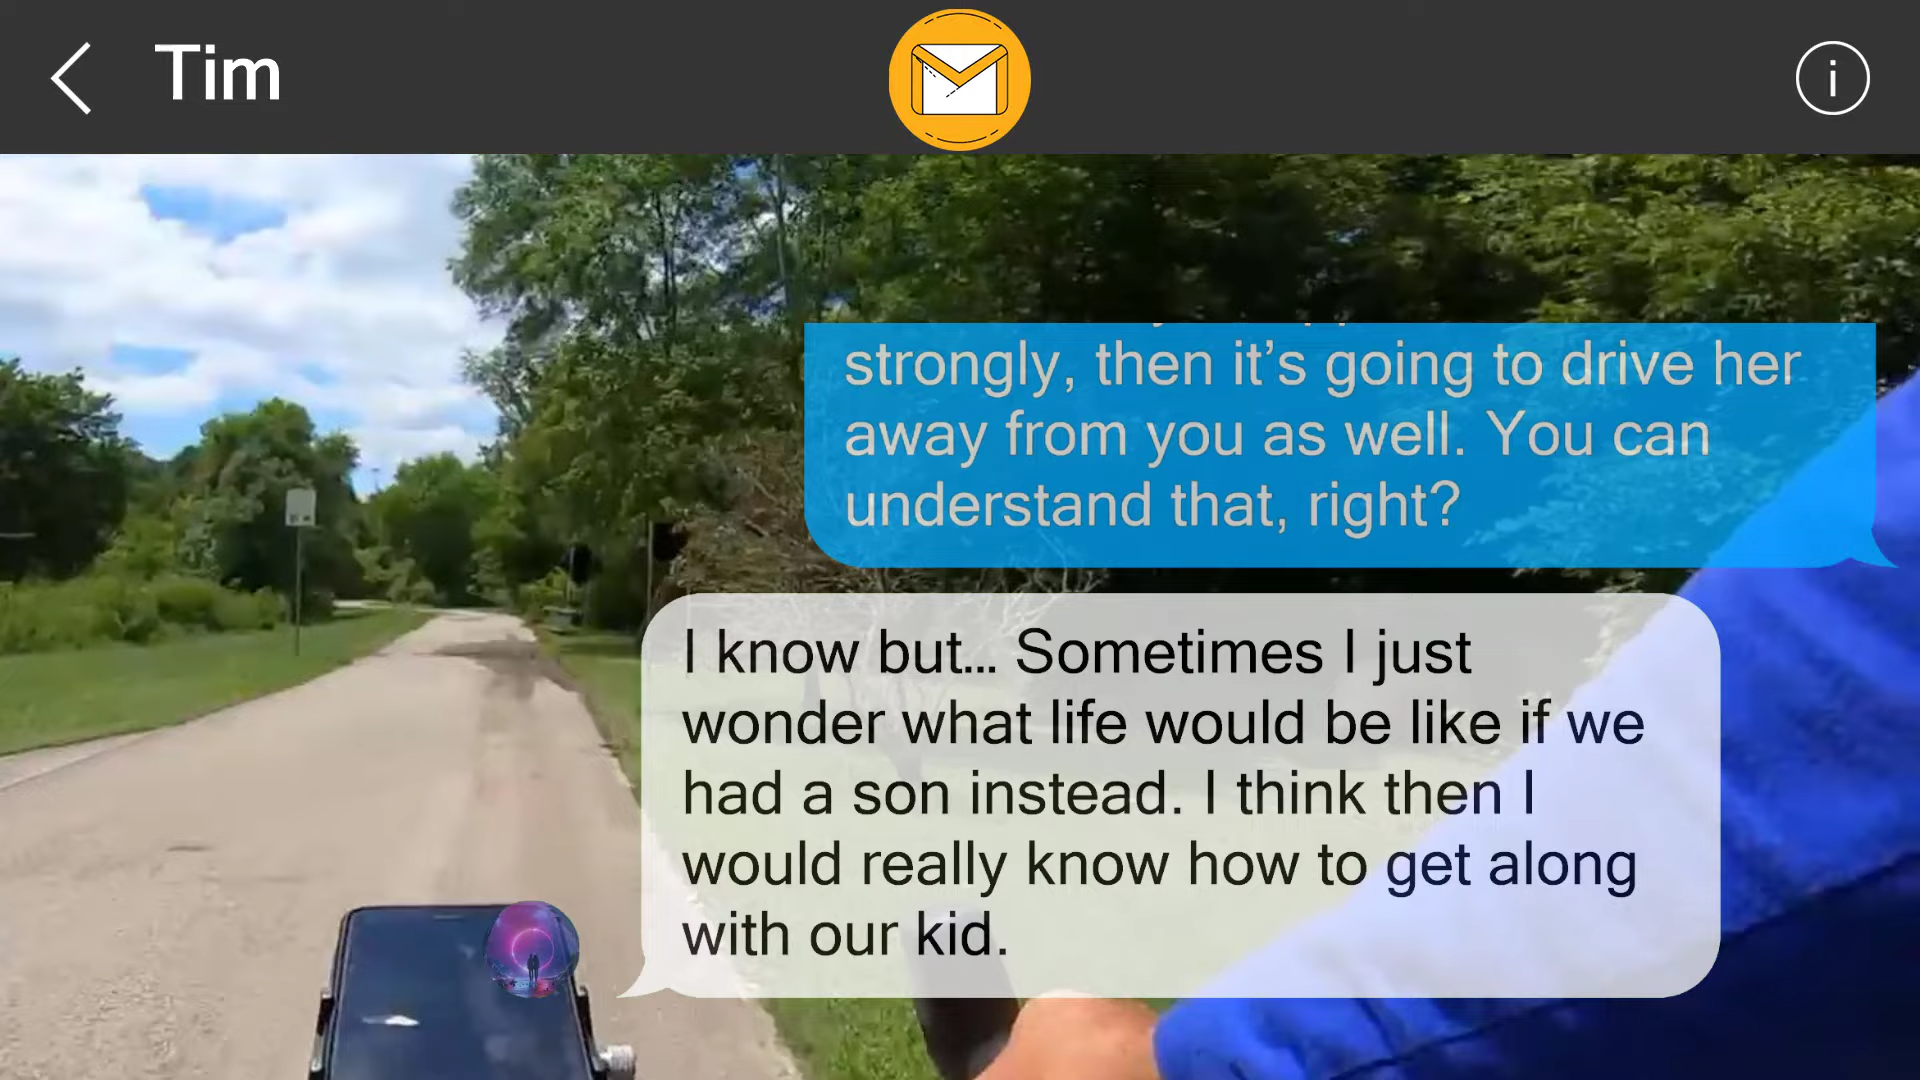 Tim
strongly, then it’s going to drive her
away from you as well. You can
understand that, right?
I know but... Sometimes I just
wonder what life would be like if we
had a son instead. I think then I
would really know how to get along
with our kid.